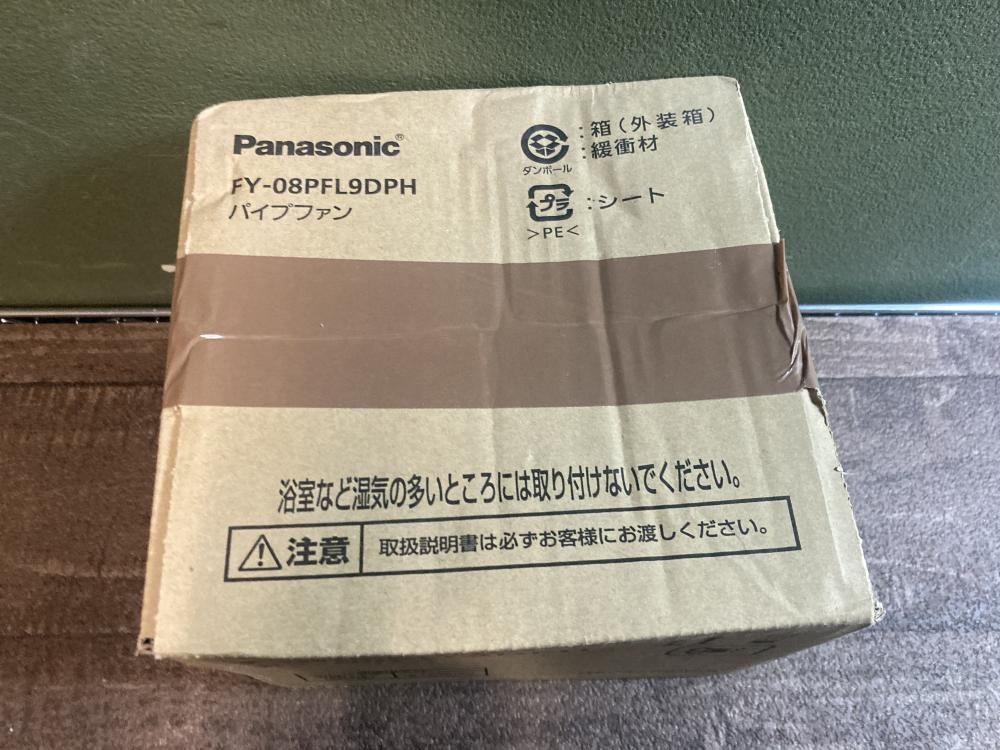 Panasonic®
FY-08PFL9DPH
パイプファン
ダンボール
:箱(外装箱)
:緩衝材
プラ
:シート
>PE<
浴室など湿気の多いところには取り付けないでください。
注意
取扱説明書は必ずお客様にお渡しください。